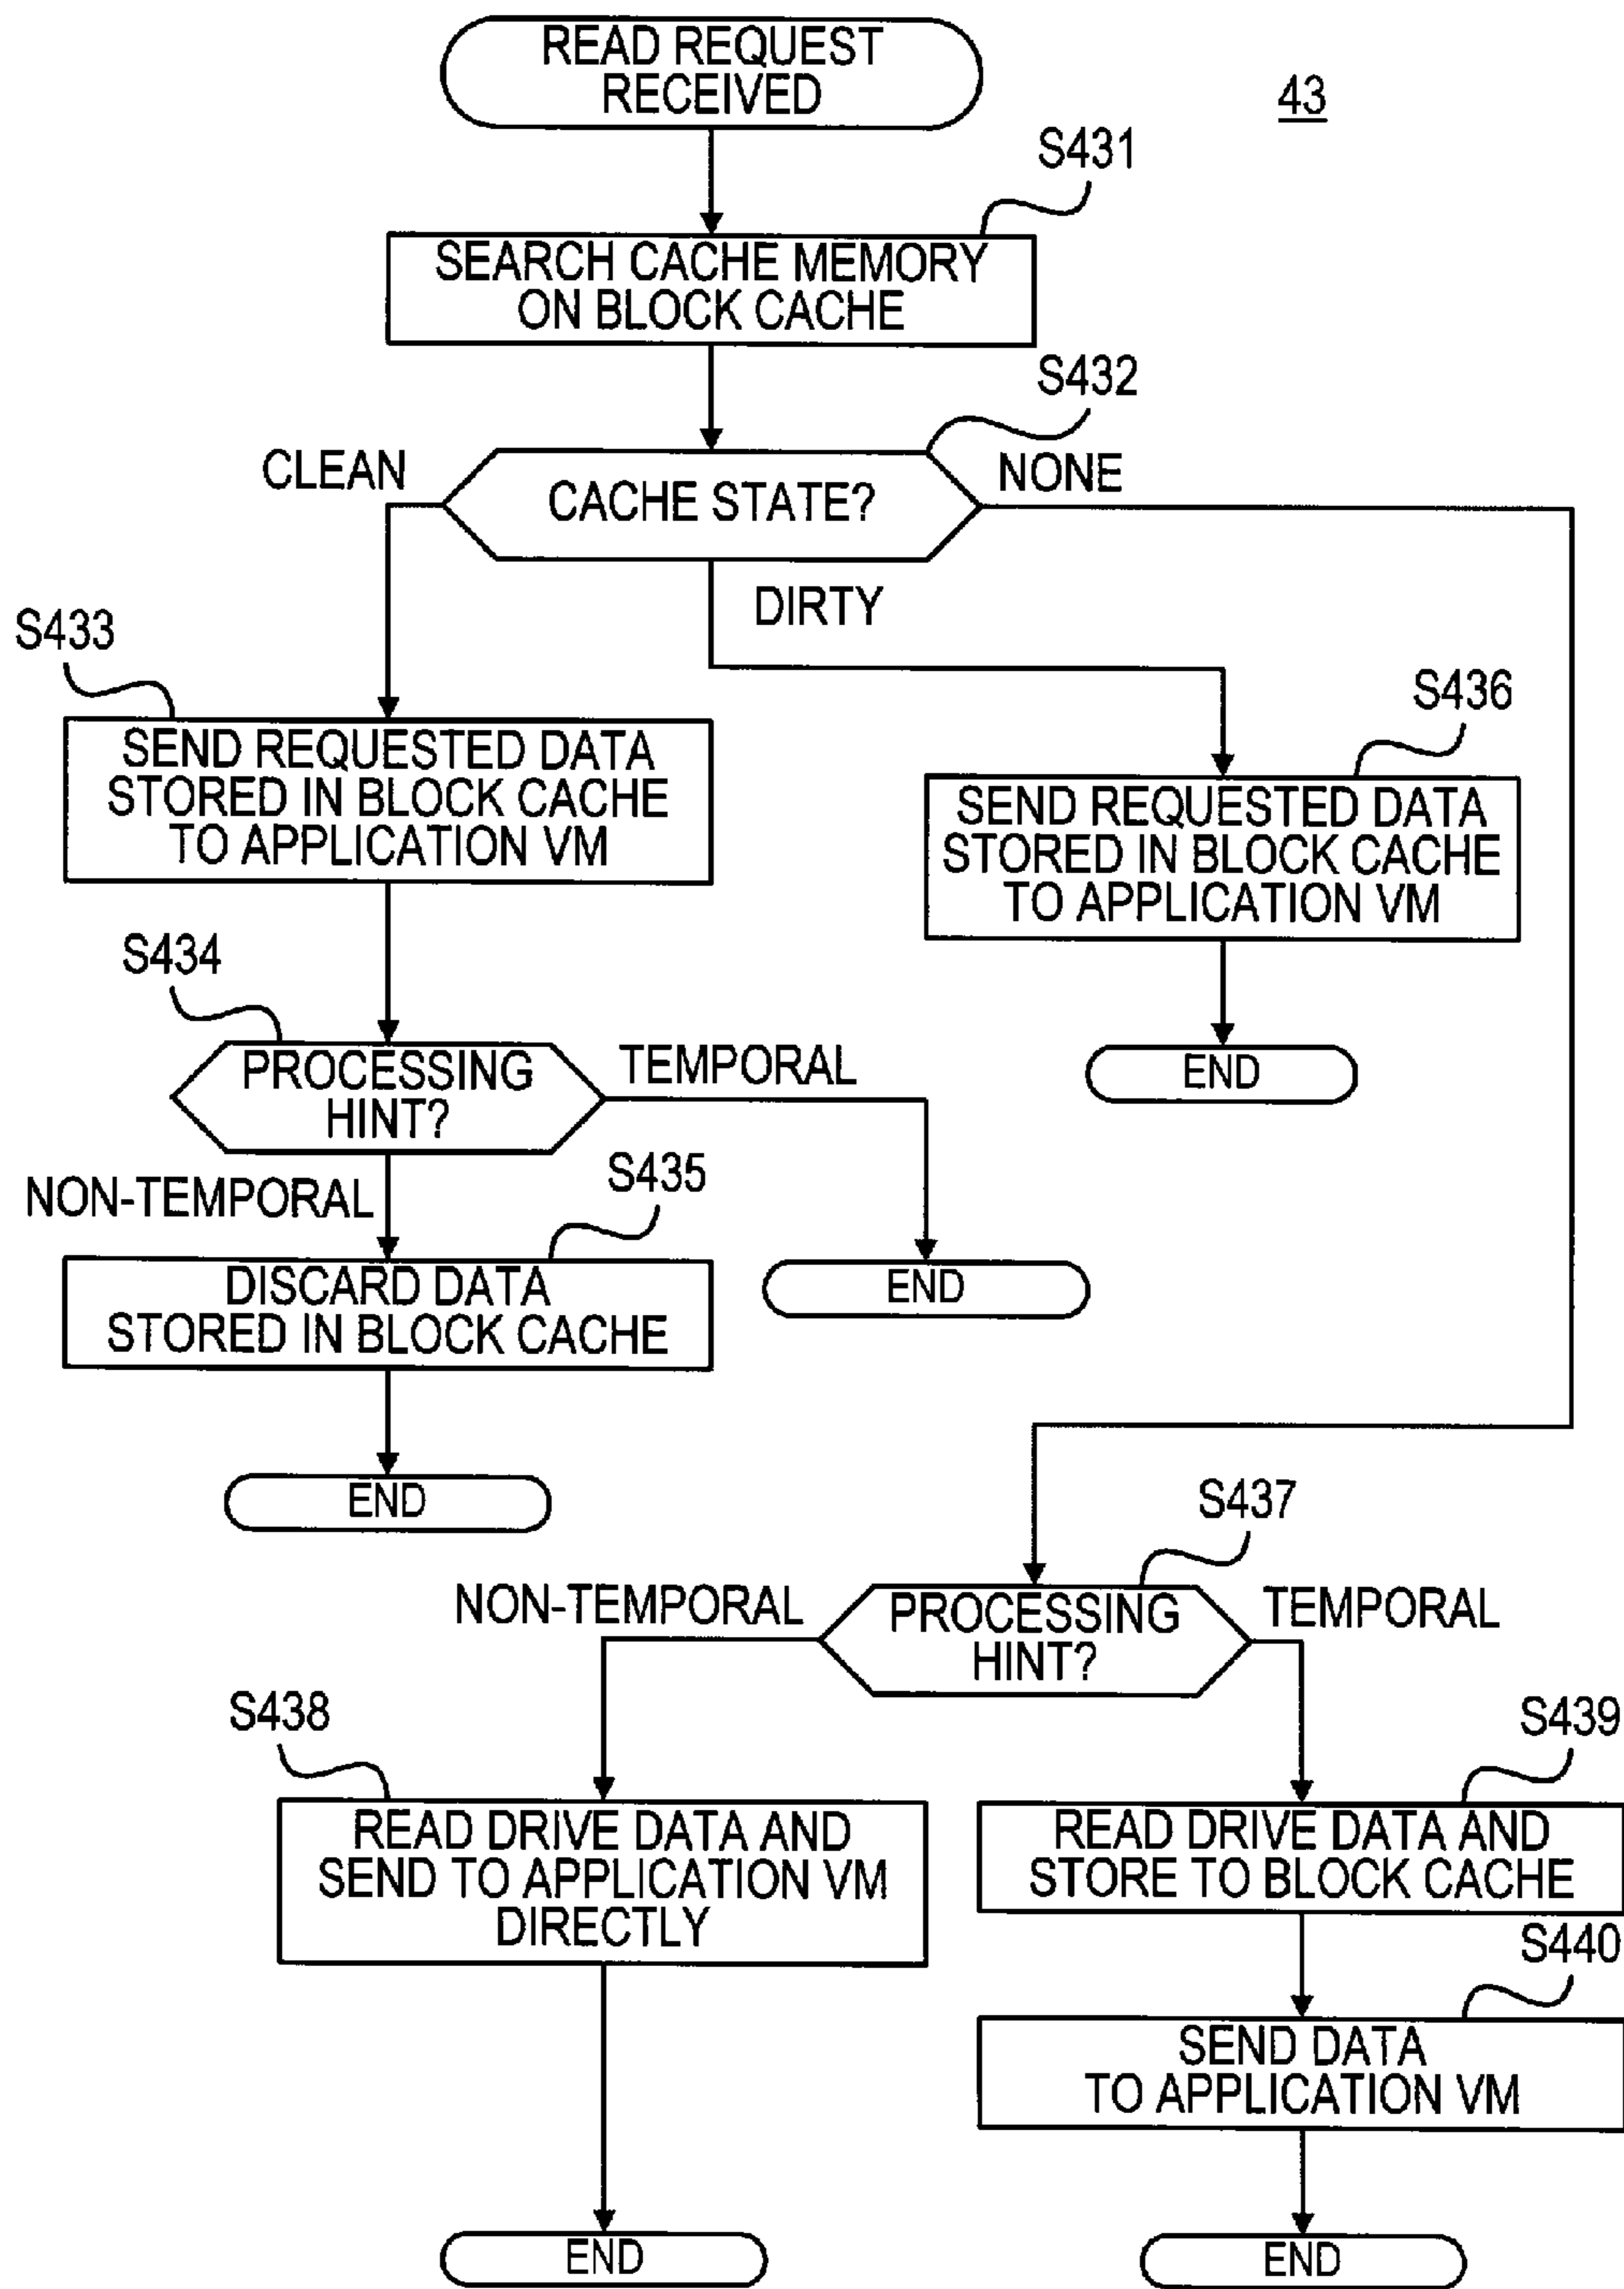 READ REQUEST
RECEIVED
43
S431
SEARCH CACHE MEMORY
ON BLOCK CACHE
S432
CLEAN
CACHE STATE?
NONE
DIRTY
S433
SEND REQUESTED DATA
STORED IN BLOCK CACHE
TO APPLICATION VM
S436
SEND REQUESTED DATA
STORED IN BLOCK CACHE
TO APPLICATION VM
END
S434
PROCESSING
HINT?
TEMPORAL
NON-TEMPORAL
S435
DISCARD DATA
STORED IN BLOCK CACHE
END
END
S437
NON-TEMPORAL
PROCESSING
HINT?
TEMPORAL
S438
READ DRIVE DATA AND
SEND TO APPLICATION VM
DIRECTLY
S439
READ DRIVE DATA AND
STORE TO BLOCK CACHE
S440
SEND DATA
TO APPLICATION VM
END
END